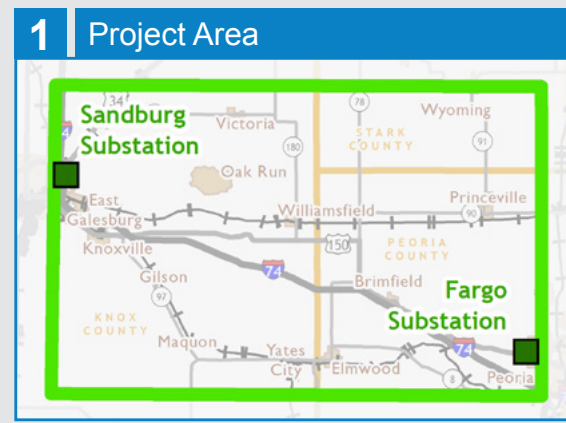 1 Project Area
34
Sandburg
Substation
Victoria
78
Wyoming
STARK
COUNTY
91
180
Oak Run
East
Galesburg
Williamsfield
Princeville
90
Knoxville
150
PEORIA
COUNTY
74
Gilson
Brimfield
97
Fargo
Substation
KNOX
COUNTY
Maquon
Yates
City
Elmwood
74
8
Peoria